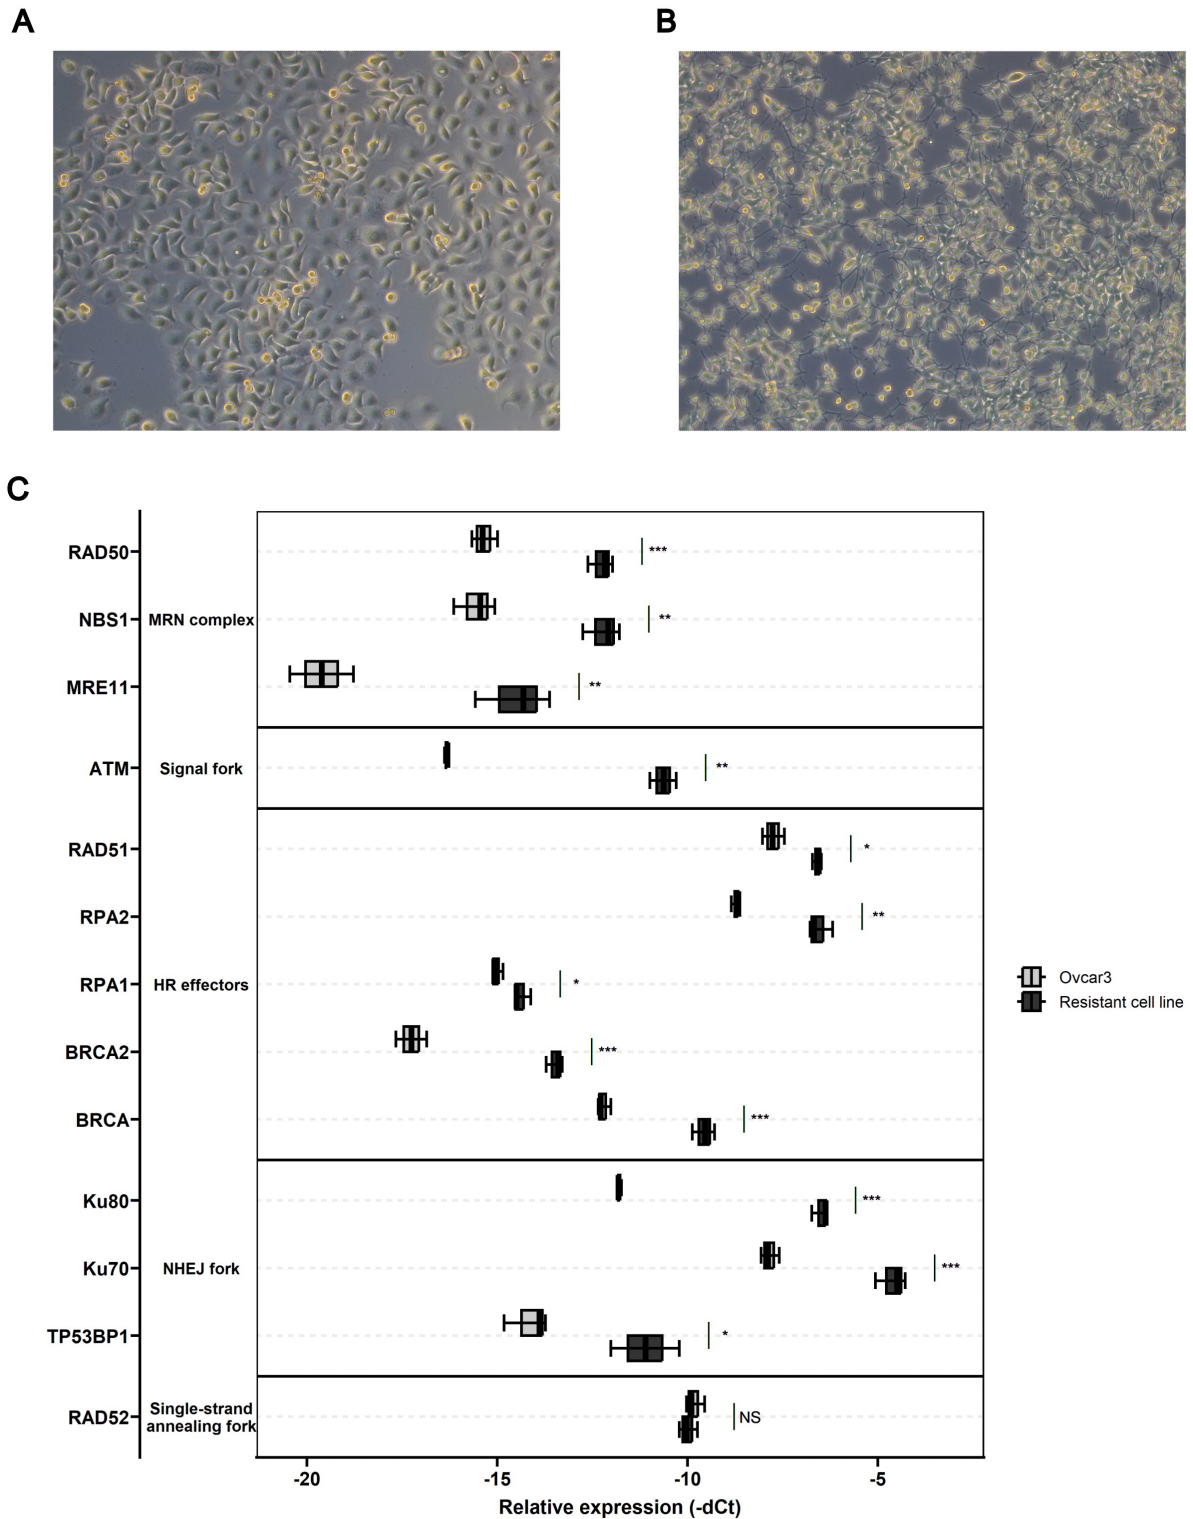 A
B
C
RAD50
***
NBS1
MRN complex
**
MRE11
**
ATM
Signal fork
**
RAD51
*
RPA2
**
RPA1
HR effectors
*
BRCA2
***
BRCA
***
Ku80
***
Ku70
NHEJ fork
***
TP53BP1
*
RAD52
Single-strand
annealing fork
NS
Ovcar3
Resistant cell line
-20
-15
-10
-5
Relative expression (-dCt)